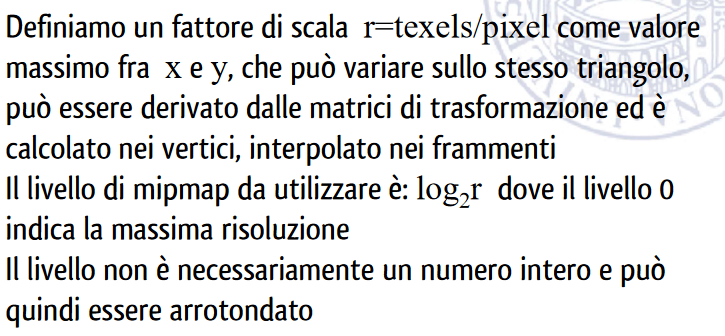 Definiamo un fattore di scala r=texels/pixel come valore
massimo fra x e y, che può variare sullo stesso triangolo,
può essere derivato dalle matrici di trasformazione ed è
calcolato nei vertici, interpolato nei frammenti
Il livello di mipmap da utilizzare è: log₂r dove il livello 0
indica la massima risoluzione
Il livello non è necessariamente un numero intero e può
quindi essere arrotondato